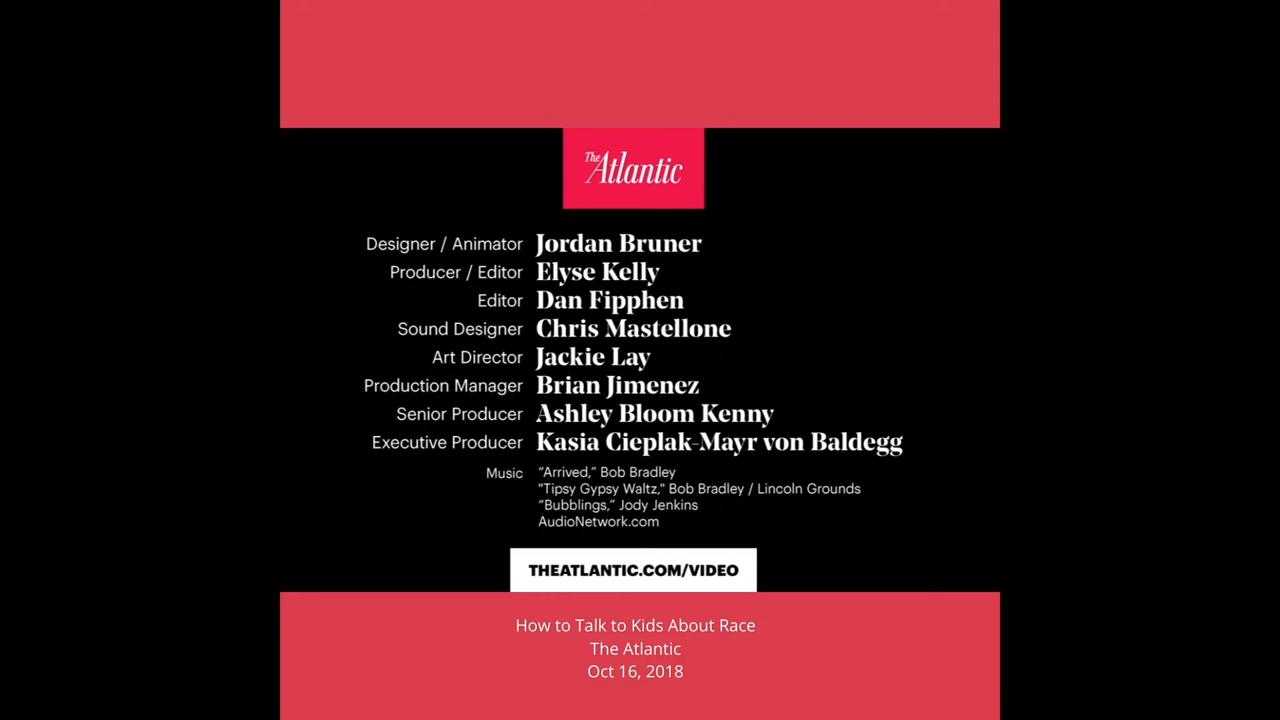 The Atlantic
Designer / Animator Jordan Bruner
Producer / Editor Elyse Kelly
Editor Dan Fipphen
Sound Designer Chris Mastellone
Art Director Jackie Lay
Production Manager Brian Jimenez
Senior Producer Ashley Bloom Kenny
Executive Producer Kasia Cieplak-Mayr von Baldegg
Music “Arrived,” Bob Bradley
"Tipsy Gypsy Waltz," Bob Bradley / Lincoln Grounds
“Bubblings,” Jody Jenkins
AudioNetwork.com
THEATLANTIC.COM/VIDEO
How to Talk to Kids About Race
The Atlantic
Oct 16, 2018